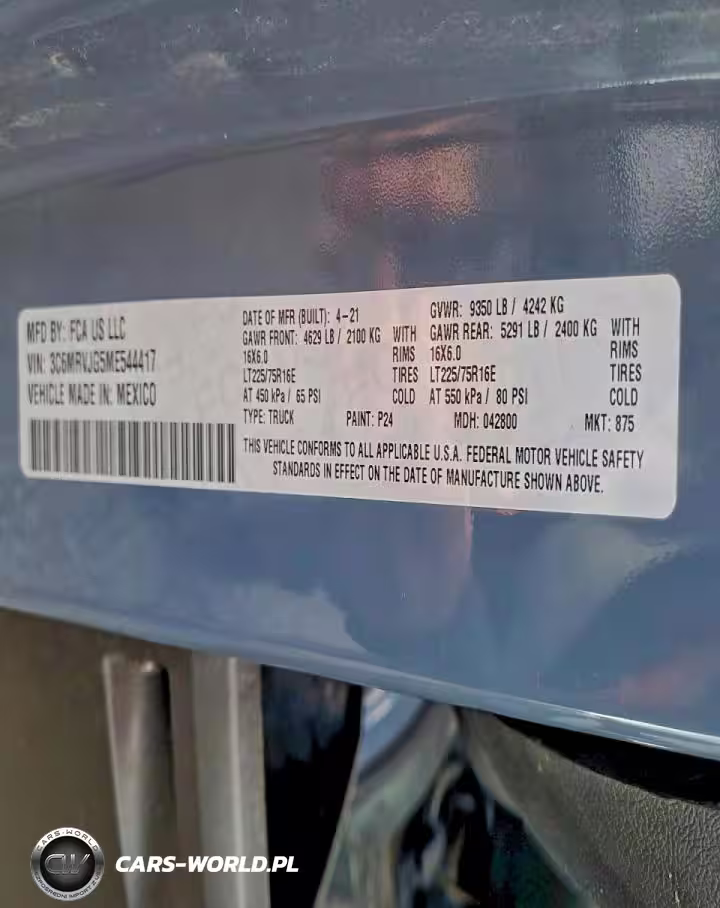 MFD BY: FCA US LLC
VIN: 3C6MRVJG5ME544417
VEHICLE MADE IN: MEXICO
DATE OF MFR (BUILT): 4-21
GVWR: 9350 LB / 4242 KG
GAWR FRONT: 4629 LB / 2100 KG WITH
GAWR REAR: 5291 LB / 2400 KG WITH
16X6.0 RIMS
16X6.0 RIMS
LT225/75R16E TIRES
LT225/75R16E TIRES
AT 450 kPa / 65 PSI COLD
AT 550 kPa / 80 PSI COLD
TYPE: TRUCK PAINT: P24 MDH: 042800 MKT: 875
THIS VEHICLE CONFORMS TO ALL APPLICABLE U.S.A. FEDERAL MOTOR VEHICLE SAFETY
STANDARDS IN EFFECT ON THE DATE OF MANUFACTURE SHOWN ABOVE.
CARS-WORLD
CW
CARS-WORLD.PL